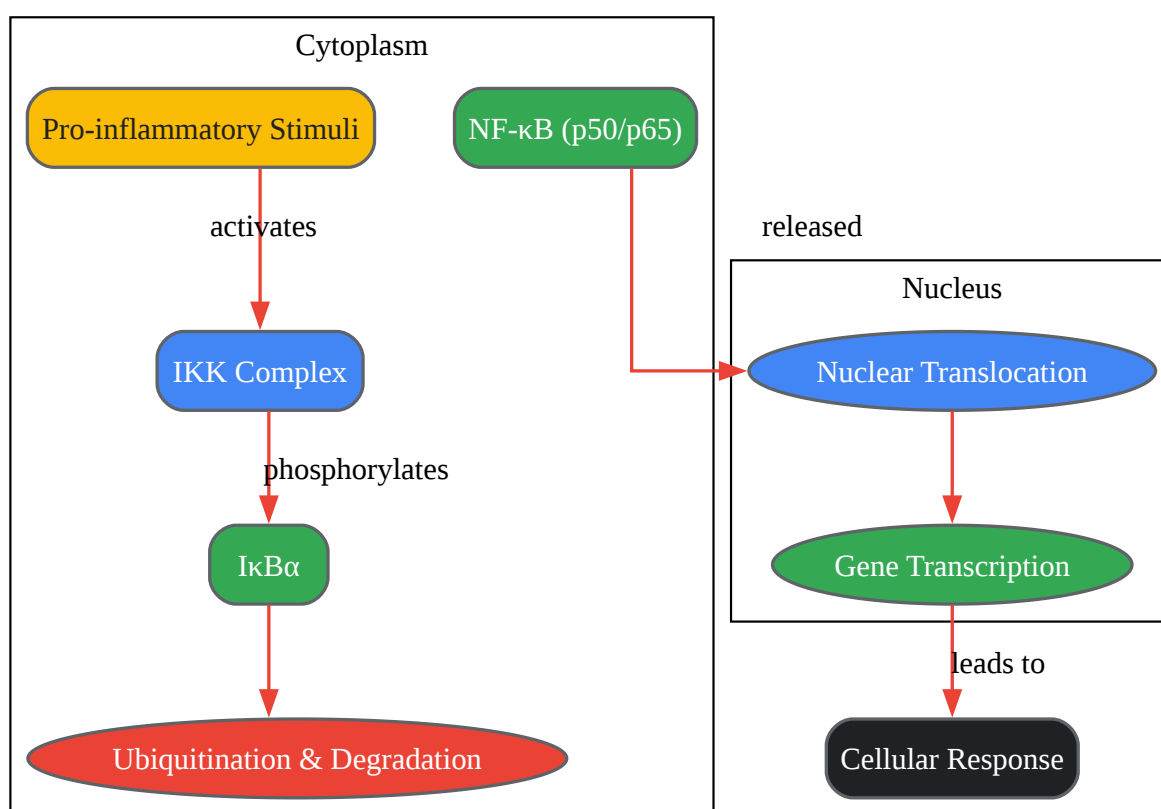 Cytoplasm
Pro-inflammatory Stimuli
NF-κB (p50/p65)
activates
released
Nucleus
IKK Complex
Nuclear Translocation
phosphorylates
IκBα
Gene Transcription
leads to
Ubiquitination & Degradation
Cellular Response